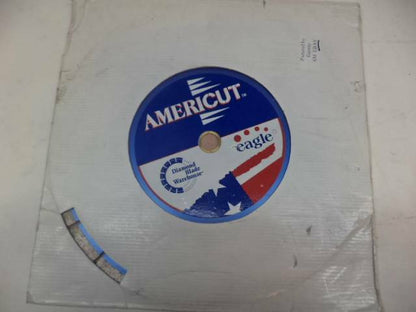 AMERICUT
eagle
Diamond
Blade
Warehouse